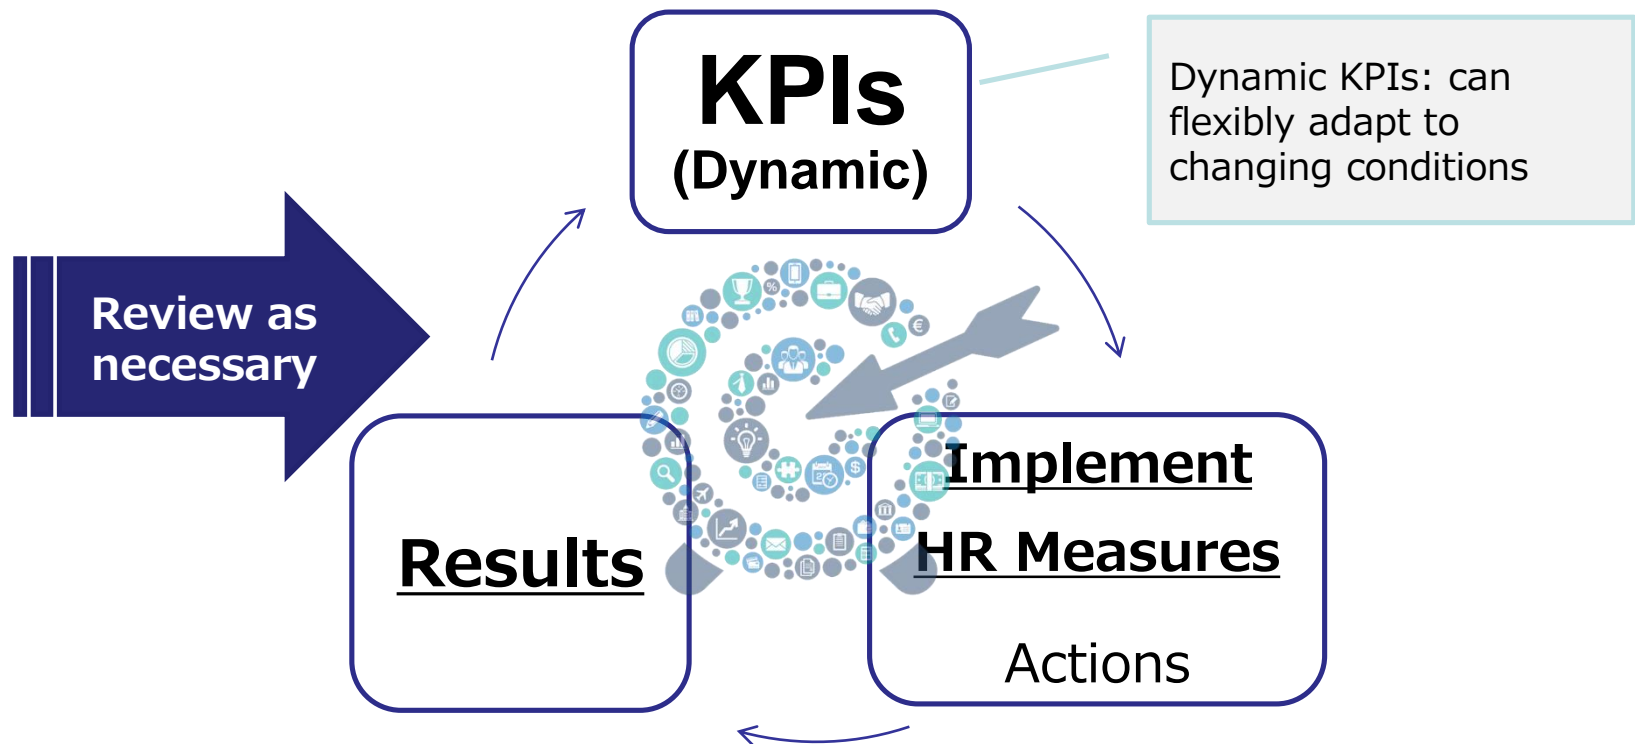 KPIs
(Dynamic)
Dynamic KPIs: can
flexibly adapt to
changing conditions
Review as
necessary
Results
Implement
HR Measures
Actions